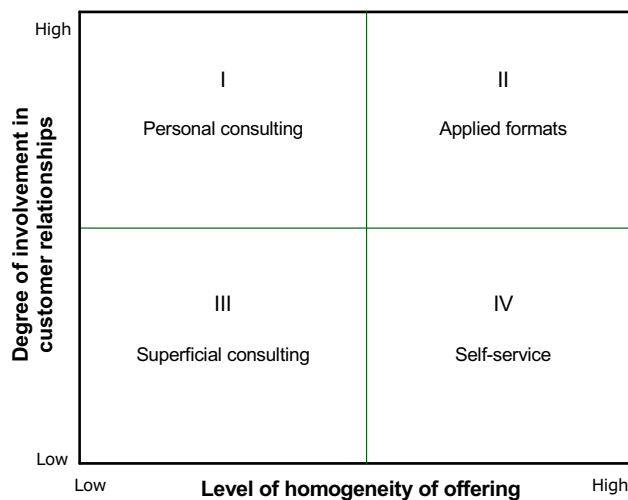 High
I
II
Personal consulting
Applied formats
Degree of involvement in
customer relationships
III
IV
Superficial consulting
Self-service
Low
Low
Level of homogeneity of offering
High